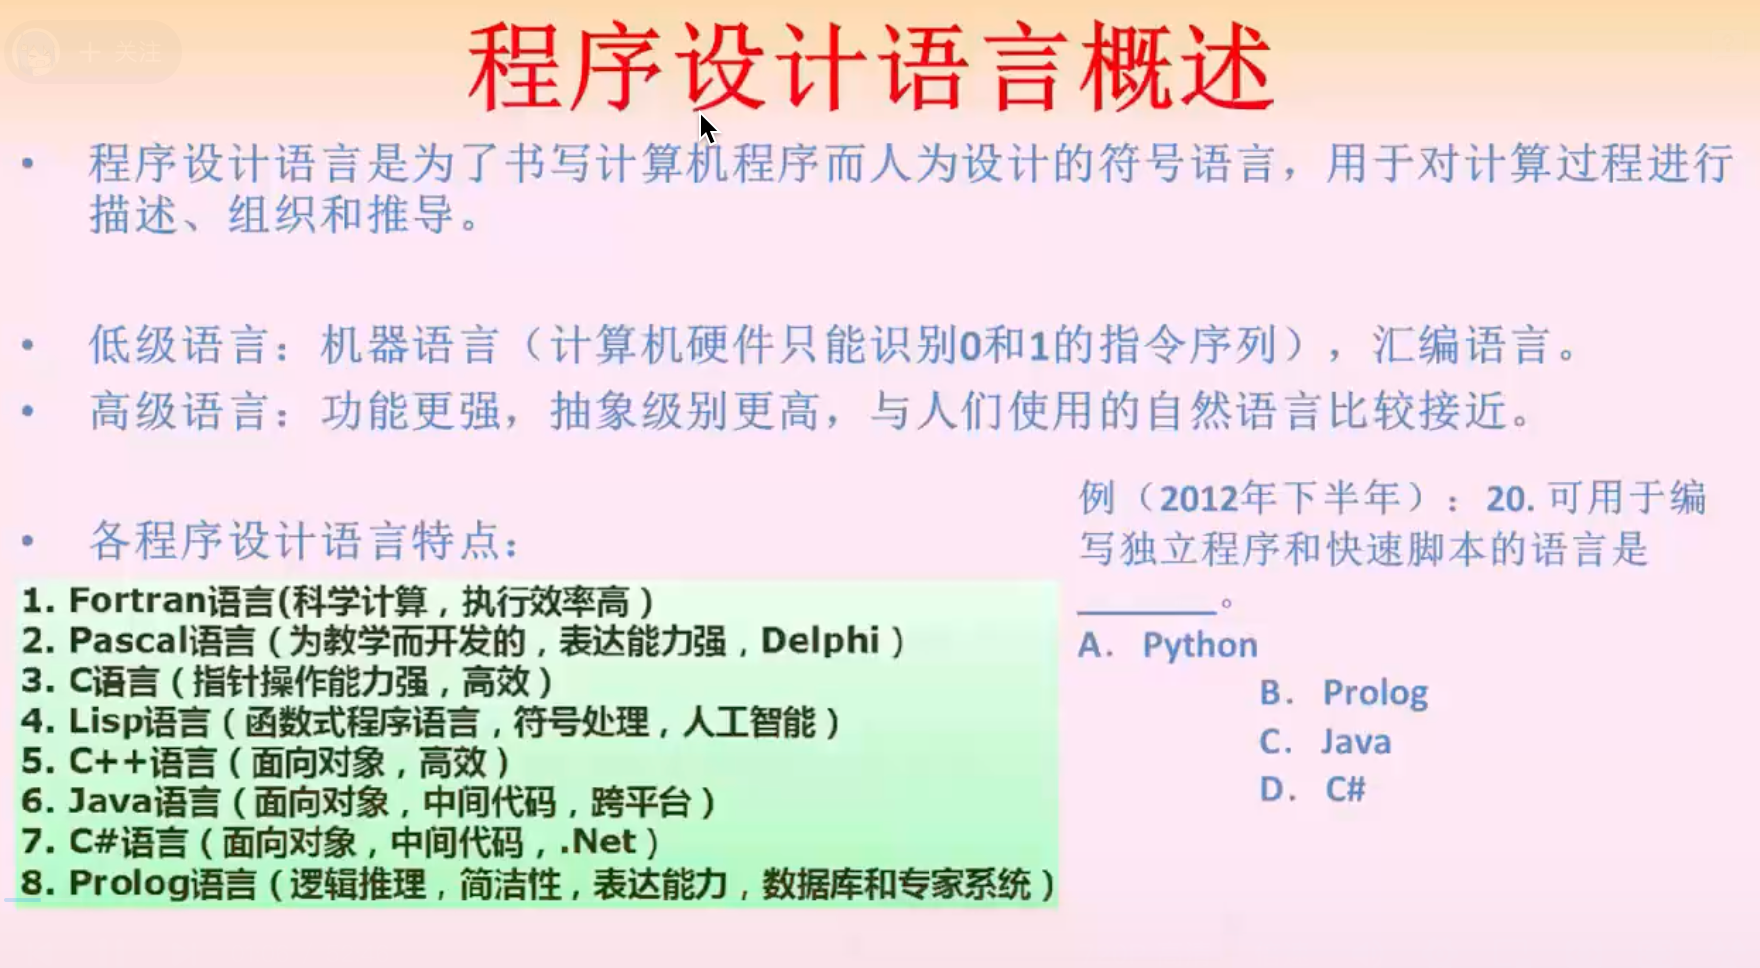 十 关注
程序设计语言概述
• 程序设计语言是为了书写计算机程序而人为设计的符号语言，用于对计算过程进行
描述、组织和推导。
• 低级语言：机器语言（计算机硬件只能识别0和1的指令序列），汇编语言。
• 高级语言：功能更强，抽象级别更高，与人们使用的自然语言比较接近。
• 各程序设计语言特点：
1. Fortran语言(科学计算，执行效率高）
2. Pascal语言（为教学而开发的，表达能力强，Delphi）
3. C语言（指针操作能力强，高效）
4. Lisp语言（函数式程序语言，符号处理，人工智能）
5. C++语言（面向对象，高效）
6. Java语言（面向对象，中间代码，跨平台）
7. C#语言（面向对象，中间代码，.Net）
8. Prolog语言（逻辑推理，简洁性，表达能力，数据库和专家系统）
例（2012年下半年）：20. 可用于编
写独立程序和快速脚本的语言是
______。
A. Python
B. Prolog
C. Java
D. C#